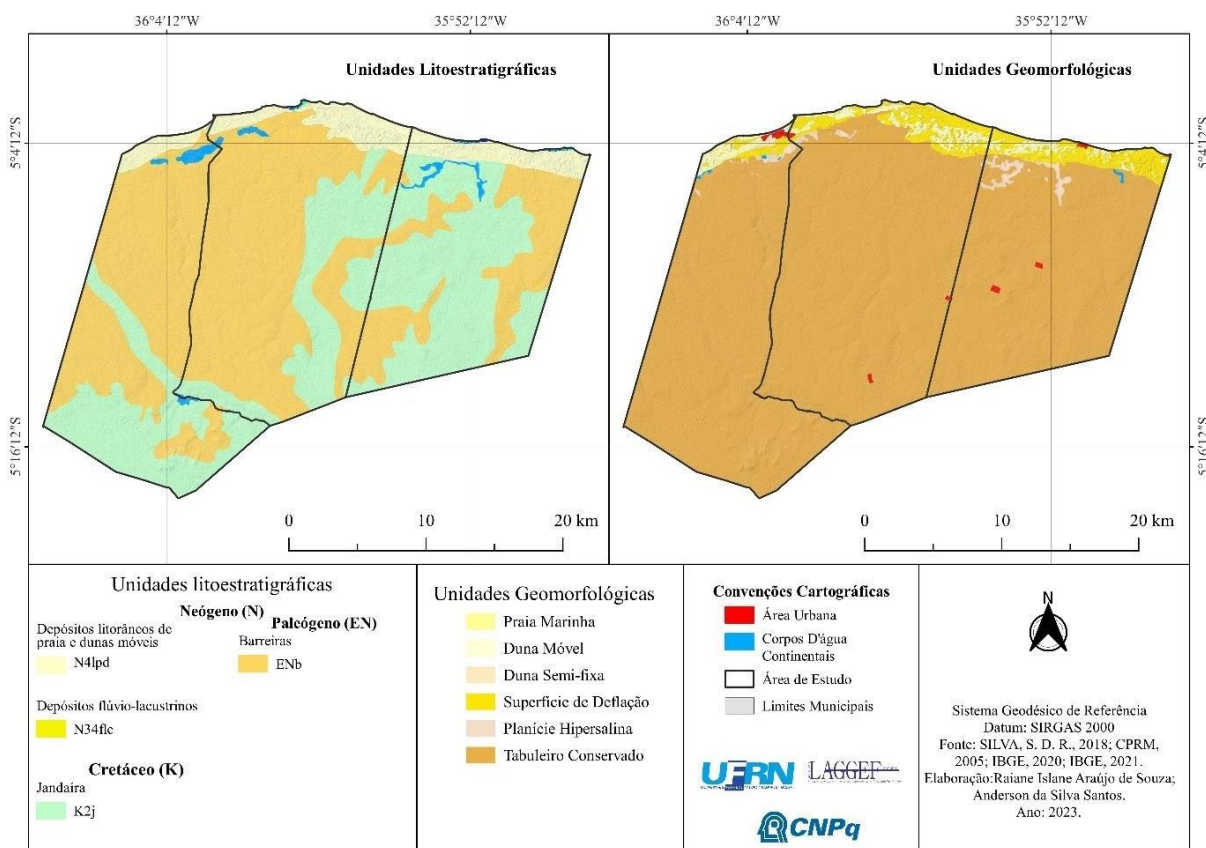 36°4'12"W
35°52'12"W
36°4'12"W
35°52'12"W
Unidades Litoestratigráficas
Unidades Geomorfológicas
5°4'12"S
5°4'12"S
5°16'12"S
5°16'12"S
0 10 20 km
0 10 20 km
Unidades litoestratigráficas
Neógeno (N)
Paleógeno (EN)
Depósitos litorâneos de
praia e dunas móveis
N4lpd
Barreiras
ENb
Depósitos flúvio-lacustrinos
N34flc
Cretáceo (K)
Jandaíra
K2j
Unidades Geomorfológicas
Praia Marinha
Duna Móvel
Duna Semi-fixa
Superfície de Deflação
Planície Hipersalina
Tabuleiro Conservado
Convenções Cartográficas
Área Urbana
Corpos D'água
Continentais
Área de Estudo
Limites Municipais
UFRN
LAGGEF
CNPq
N
Sistema Geodésico de Referência
Datum: SIRGAS 2000
Fonte: SILVA, S. D. R., 2018; CPRM,
2005; IBGE, 2020; IBGE, 2021.
Elaboração:Raiane Islane Araújo de Souza;
Anderson da Silva Santos.
Ano: 2023.